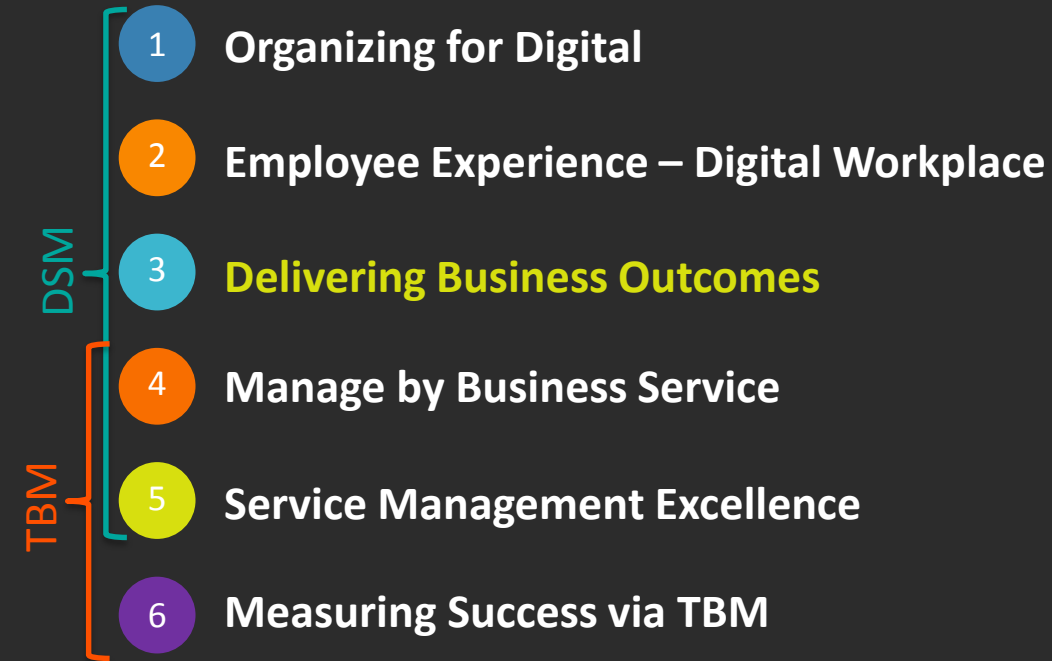 1 Organizing for Digital
2 Employee Experience – Digital Workplace
DSM
3 Delivering Business Outcomes
4 Manage by Business Service
TBM
5 Service Management Excellence
6 Measuring Success via TBM